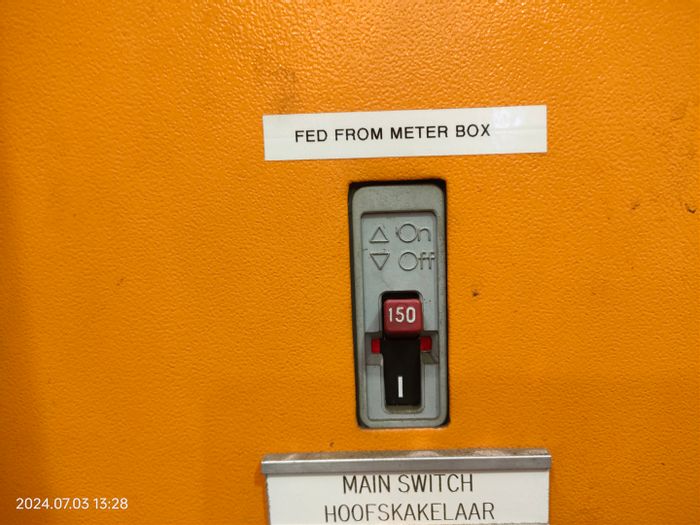 FED FROM METER BOX
△ On
▽ Off
150
I
MAIN SWITCH
HOOFSKAKELAAR
2024.07.03 13:28